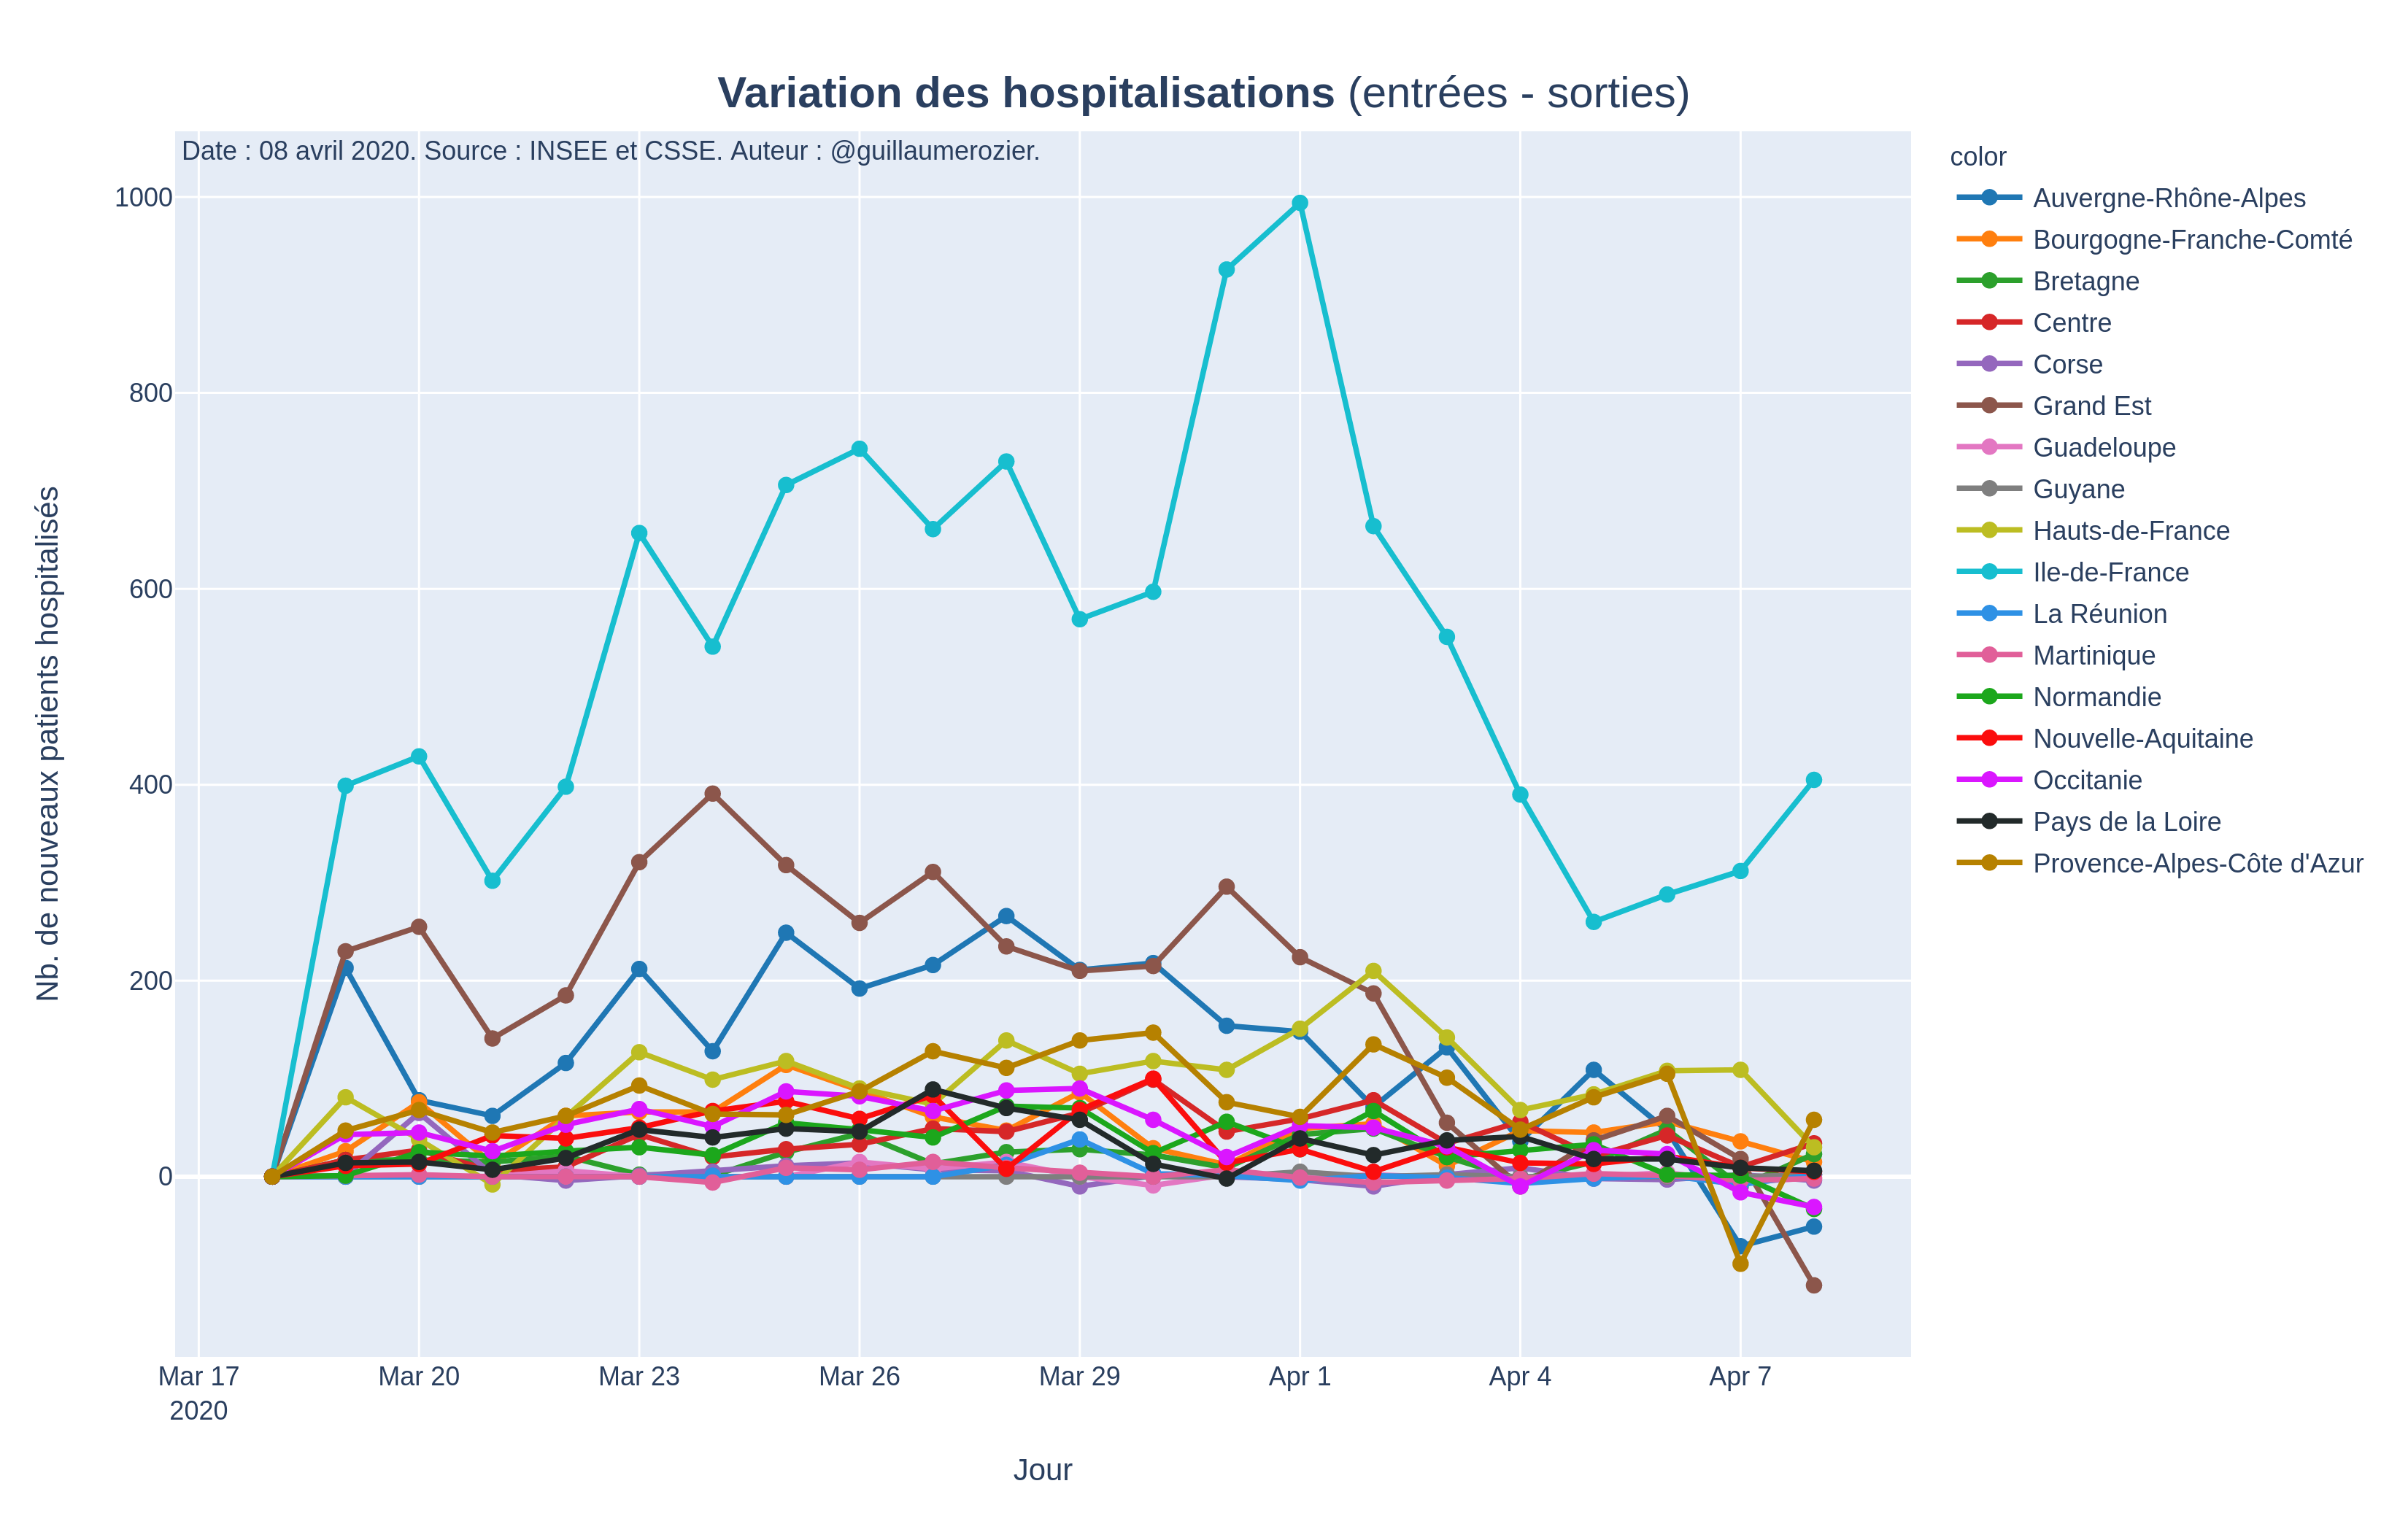 Variation des hospitalisations (entrées - sorties)
Date : 08 avril 2020. Source : INSEE et CSSE. Auteur : @guillaumerozier.
Nb. de nouveaux patients hospitalisés
1000
800
600
400
200
0
Mar 17
2020
Mar 20
Mar 23
Mar 26
Mar 29
Apr 1
Apr 4
Apr 7
Jour
color
Auvergne-Rhône-Alpes
Bourgogne-Franche-Comté
Bretagne
Centre
Corse
Grand Est
Guadeloupe
Guyane
Hauts-de-France
Ile-de-France
La Réunion
Martinique
Normandie
Nouvelle-Aquitaine
Occitanie
Pays de la Loire
Provence-Alpes-Côte d'Azur